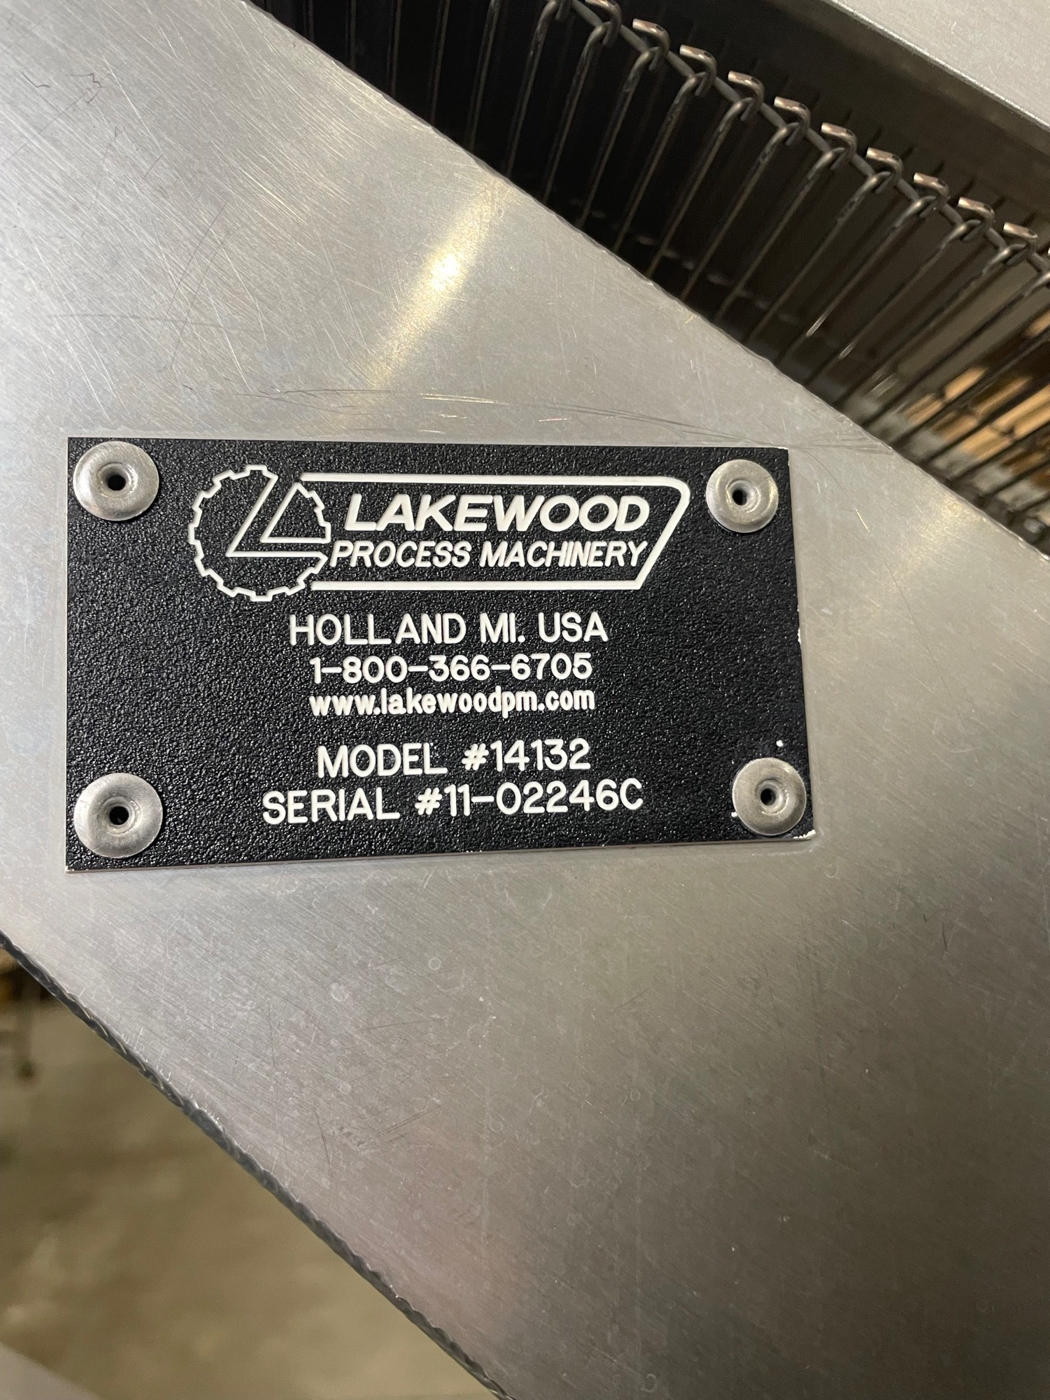 LAKEWOOD
PROCESS MACHINERY
HOLLAND MI. USA
1-800-366-6705
www.lakewoodpm.com
MODEL #14132
SERIAL #11-02246C